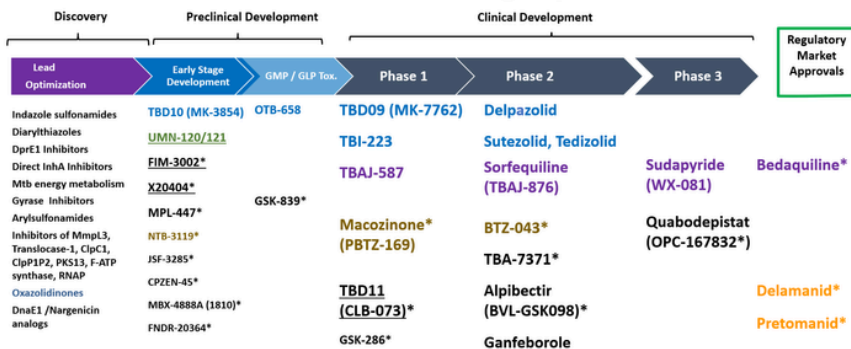 Discovery
Preclinical Development
Clinical Development
Lead
Optimization
Early Stage
Development
GMP / GLP Tox.
Phase 1
Phase 2
Phase 3
Regulatory
Market
Approvals
Indazole sulfonamides
Diarylthiazoles
DprE1 Inhibitors
Direct InhA Inhibitors
Mtb energy metabolism
Gyrase Inhibitors
Arylsulfonamides
Inhibitors of MmpL3,
Translocase-1, ClpC1,
ClpP1P2, PKS13, F-ATP
synthase, RNAP
Oxazolidinones
DnaE1 /Nargenicin
analogs
TBD10 (MK-3854)
UMN-120/121
FIM-3002*
X20404*
MPL-447*
NTB-3119*
JSF-3285*
CPZEN-45*
MBX-4888A (1810)*
FNDR-20364*
OTB-658
GSK-839*
TBD09 (MK-7762)
TBI-223
TBAJ-587
Macozinone*
(PBTZ-169)
TBD11
(CLB-073)*
GSK-286*
Delpazolid
Sutezolid, Tedizolid
Sorfequiline
(TBAJ-876)
BTZ-043*
TBA-7371*
Alpibectir
(BVL-GSK098)*
Ganfeborole
Sudapyride
(WX-081)
Quabodepistat
(OPC-167832*)
Bedaquiline*
Delamanid*
Pretomanid*